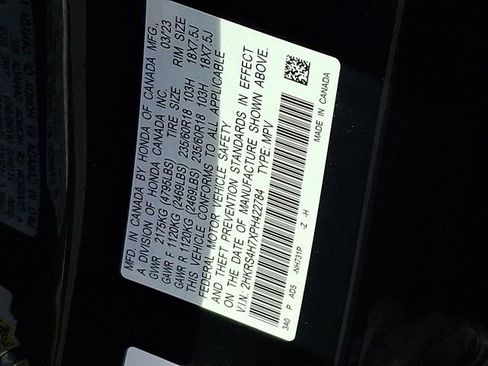 MFD. IN CANADA BY HONDA OF CANADA MFG.,
A DIVISION OF HONDA CANADA INC. 03/23
GVWR 2175KG (4795LBS) TIRE SIZE RIM SIZE
GAWR F 1120KG (2469LBS) 235/60R18 103H 18X7.5J
GAWR R 1120KG (2469LBS) 235/60R18 103H 18X7.5J
THIS VEHICLE CONFORMS TO ALL APPLICABLE
FEDERAL MOTOR VEHICLE SAFETY
AND THEFT PREVENTION STANDARDS IN EFFECT
ON THE DATE OF MANUFACTURE SHOWN ABOVE.
V.I.N: 2HKRS4H7XPH422784 TYPE: MPV
3A0 P AD5 -NH731P -Z -H
MADE IN CANADA